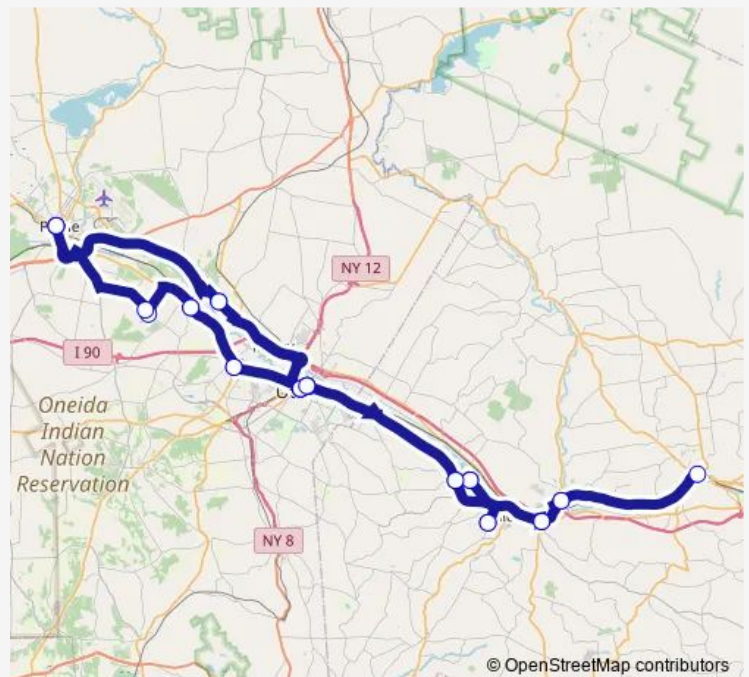 NY 12
I 90
Oneida
Indian
Nation
Reservation
NY 8
© OpenStreetMap contributors